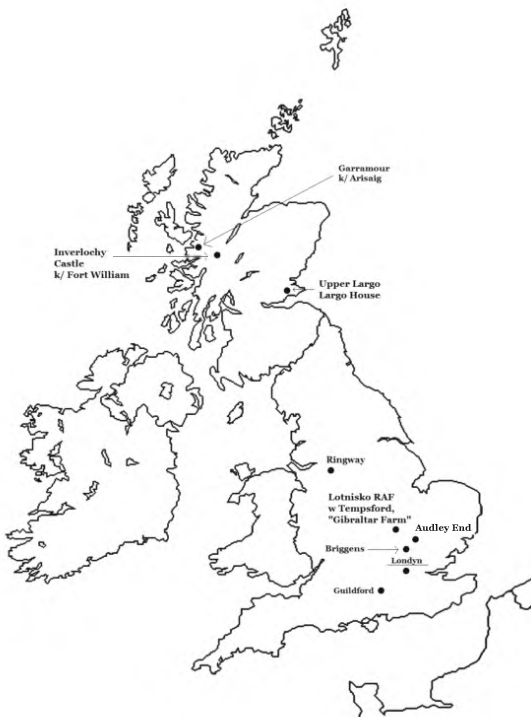 Garramour
k/ Arisaig
Inverlochy
Castle
k/ Fort William
Upper Largo
Largo House
Ringway
Lotnisko RAF
w Tempsford,
"Gibraltar Farm"
Audley End
Briggens
Londyn
Guildford